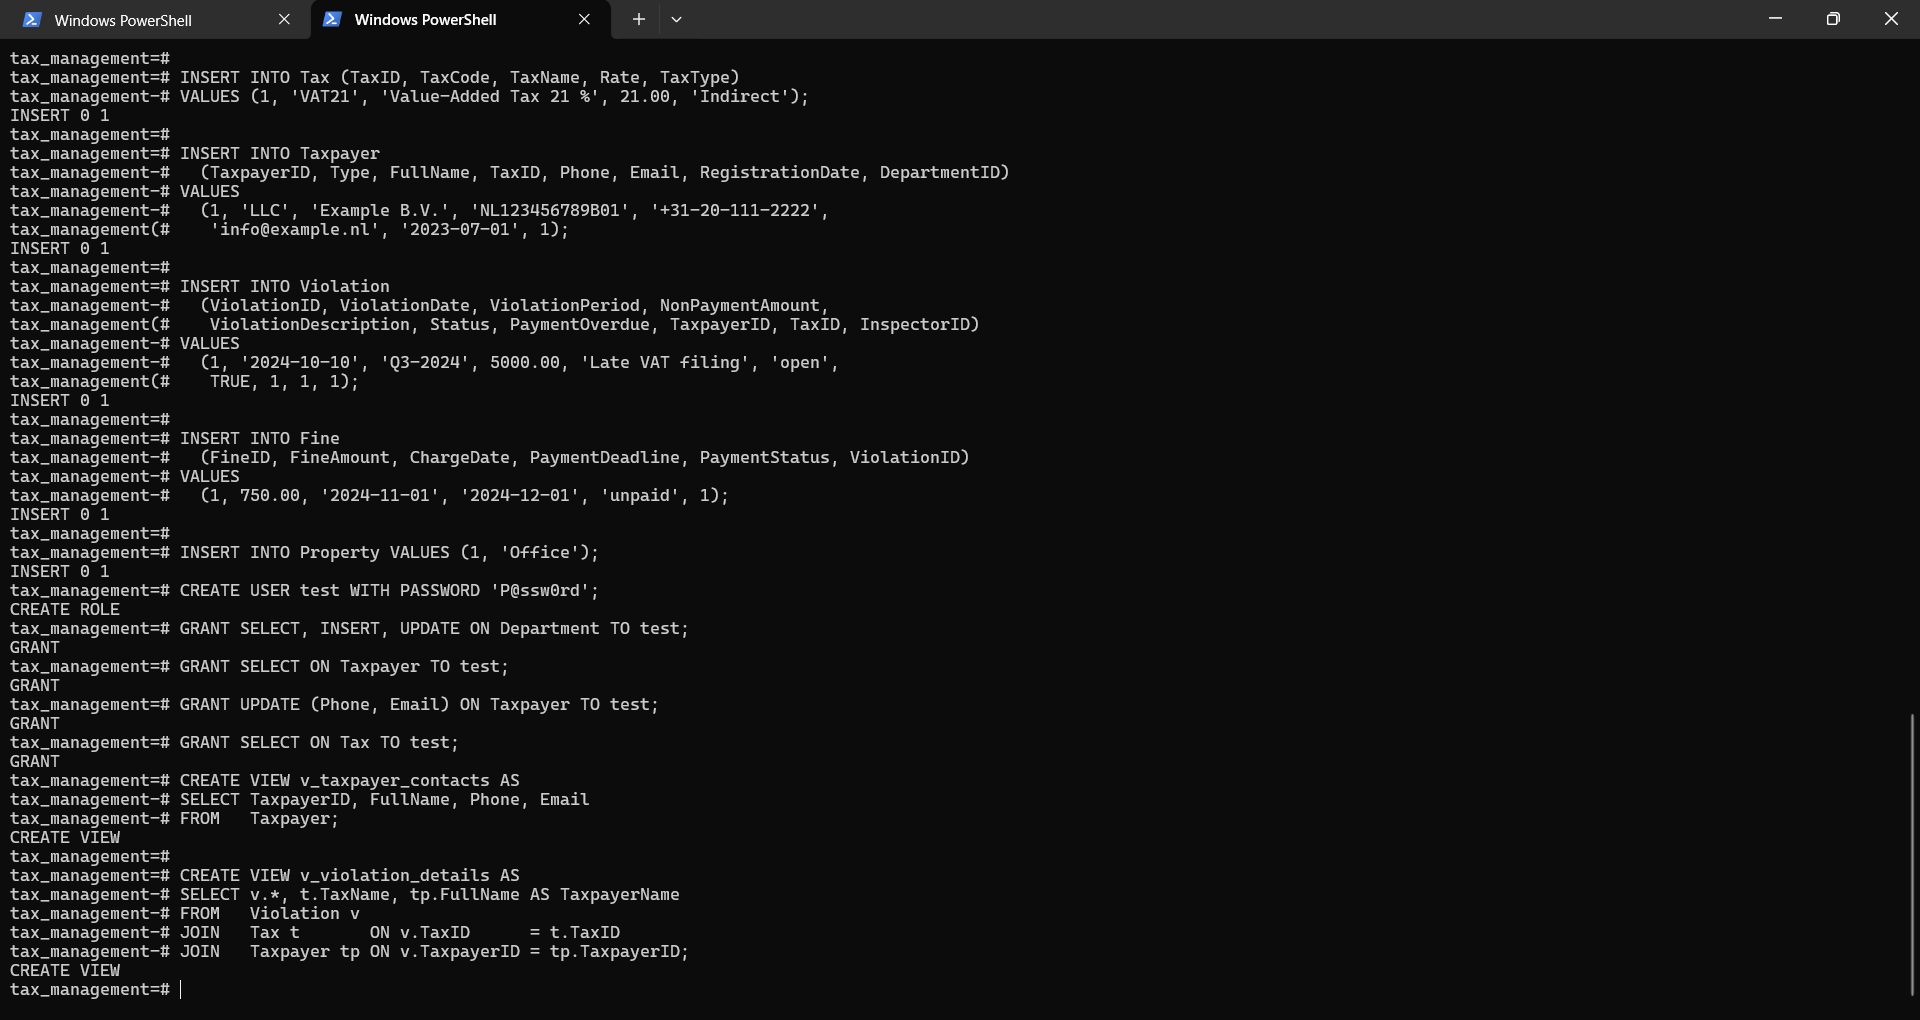 Windows PowerShell
Windows PowerShell
tax_management=#
tax_management=# INSERT INTO Tax (TaxID, TaxCode, TaxName, Rate, TaxType)
tax_management-# VALUES (1, 'VAT21', 'Value-Added Tax 21 %', 21.00, 'Indirect');
INSERT 0 1
tax_management=#
tax_management=# INSERT INTO Taxpayer
tax_management-#   (TaxpayerID, Type, FullName, TaxID, Phone, Email, RegistrationDate, DepartmentID)
tax_management-# VALUES
tax_management-#   (1, 'LLC', 'Example B.V.', 'NL123456789B01', '+31-20-111-2222',
tax_management(#    'info@example.nl', '2023-07-01', 1);
INSERT 0 1
tax_management=#
tax_management=# INSERT INTO Violation
tax_management-#   (ViolationID, ViolationDate, ViolationPeriod, NonPaymentAmount,
tax_management(#    ViolationDescription, Status, PaymentOverdue, TaxpayerID, TaxID, InspectorID)
tax_management-# VALUES
tax_management-#   (1, '2024-10-10', 'Q3-2024', 5000.00, 'Late VAT filing', 'open',
tax_management(#    TRUE, 1, 1, 1);
INSERT 0 1
tax_management=#
tax_management=# INSERT INTO Fine
tax_management-#   (FineID, FineAmount, ChargeDate, PaymentDeadline, PaymentStatus, ViolationID)
tax_management-# VALUES
tax_management-#   (1, 750.00, '2024-11-01', '2024-12-01', 'unpaid', 1);
INSERT 0 1
tax_management=#
tax_management=# INSERT INTO Property VALUES (1, 'Office');
INSERT 0 1
tax_management=# CREATE USER test WITH PASSWORD 'P@ssw0rd';
CREATE ROLE
tax_management=# GRANT SELECT, INSERT, UPDATE ON Department TO test;
GRANT
tax_management=# GRANT SELECT ON Taxpayer TO test;
GRANT
tax_management=# GRANT UPDATE (Phone, Email) ON Taxpayer TO test;
GRANT
tax_management=# GRANT SELECT ON Tax TO test;
GRANT
tax_management=# CREATE VIEW v_taxpayer_contacts AS
tax_management-# SELECT TaxpayerID, FullName, Phone, Email
tax_management-# FROM   Taxpayer;
CREATE VIEW
tax_management=#
tax_management=# CREATE VIEW v_violation_details AS
tax_management-# SELECT v.*, t.TaxName, tp.FullName AS TaxpayerName
tax_management-# FROM   Violation v
tax_management-# JOIN   Tax t       ON v.TaxID      = t.TaxID
tax_management-# JOIN   Taxpayer tp ON v.TaxpayerID = tp.TaxpayerID;
CREATE VIEW
tax_management=#